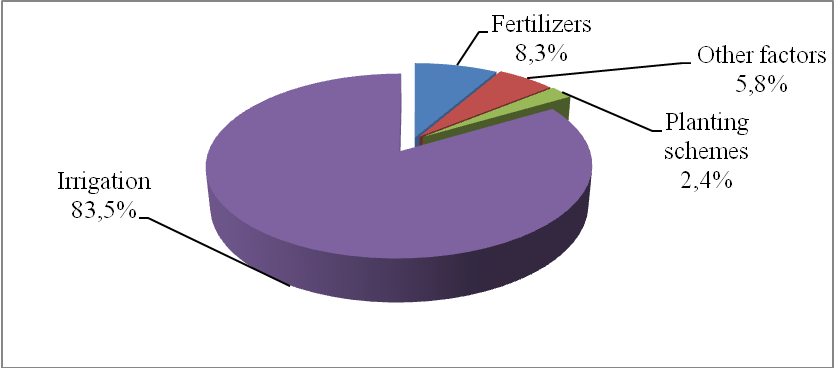 Fertilizers
8,3%
Other factors
5,8%
Planting
schemes
2,4%
Irrigation
83,5%